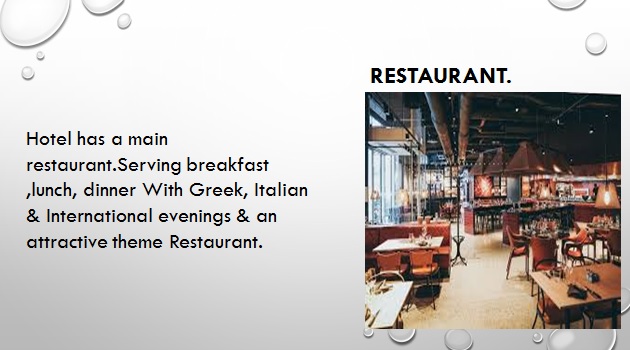 RESTAURANT.
Hotel has a main
restaurant.Serving breakfast
,lunch, dinner With Greek, Italian
& International evenings & an
attractive theme Restaurant.